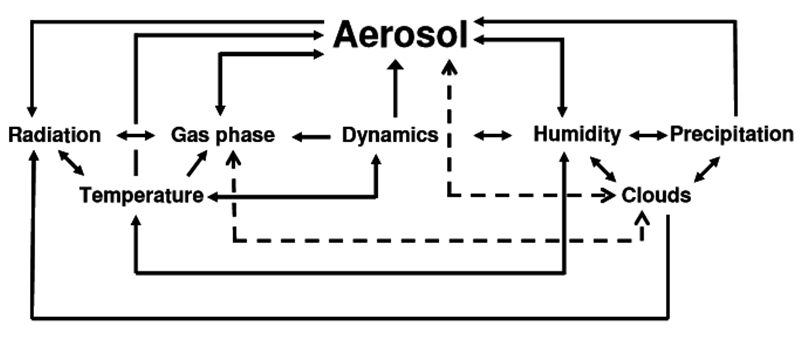 Aerosol
Radiation Gas phase Dynamics Humidity Precipitation
Temperature Clouds